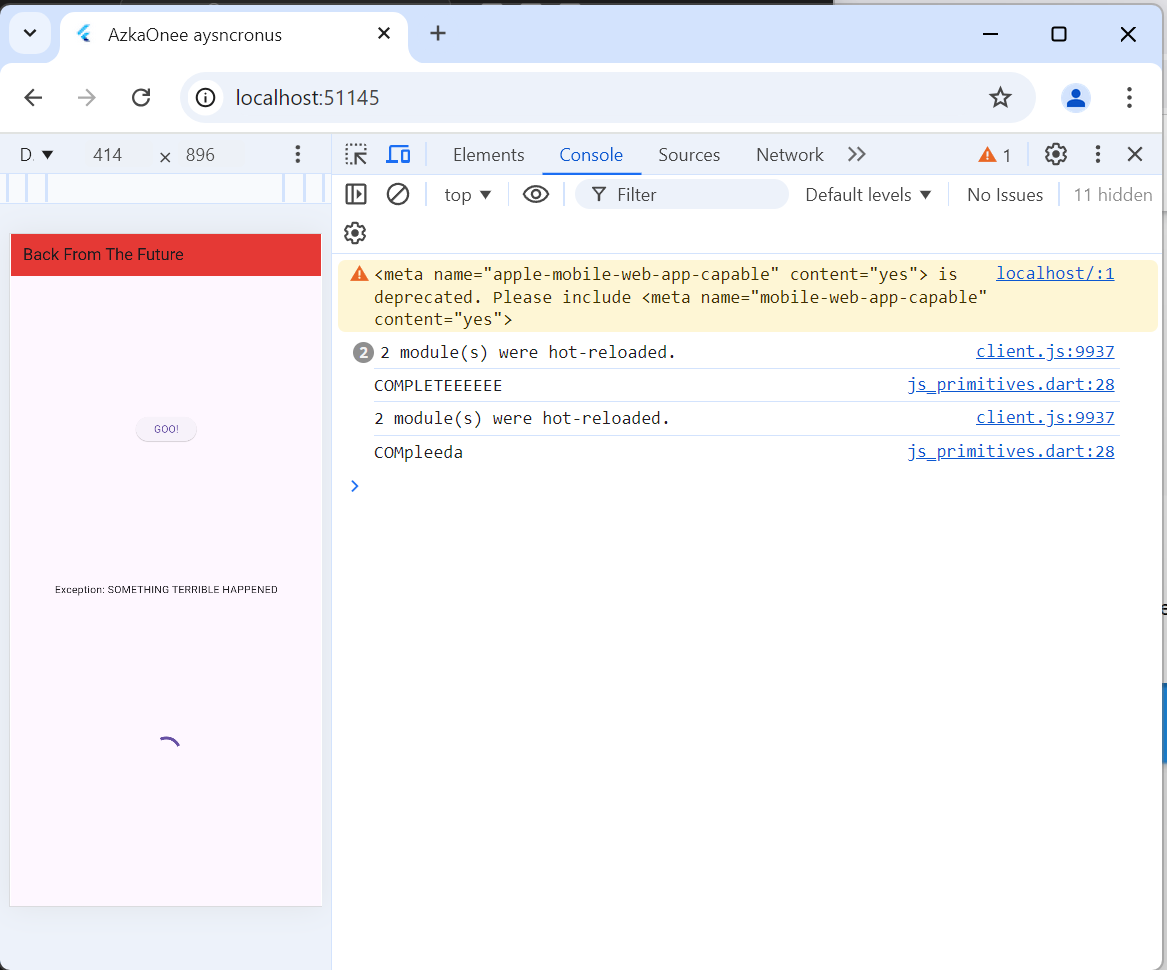 AzkaOnee aysncronus
localhost:51145
D. 414 × 896
Elements Console Sources Network 1
top Filter Default levels No Issues 11 hidden
Back From The Future
GOO!
Exception: SOMETHING TERRIBLE HAPPENED
<meta name="apple-mobile-web-app-capable" content="yes"> is localhost/:1
deprecated. Please include <meta name="mobile-web-app-capable"
content="yes">
2 2 module(s) were hot-reloaded. client.js:9937
COMPLETEEEEEE js_primitives.dart:28
2 module(s) were hot-reloaded. client.js:9937
COMpleeda js_primitives.dart:28